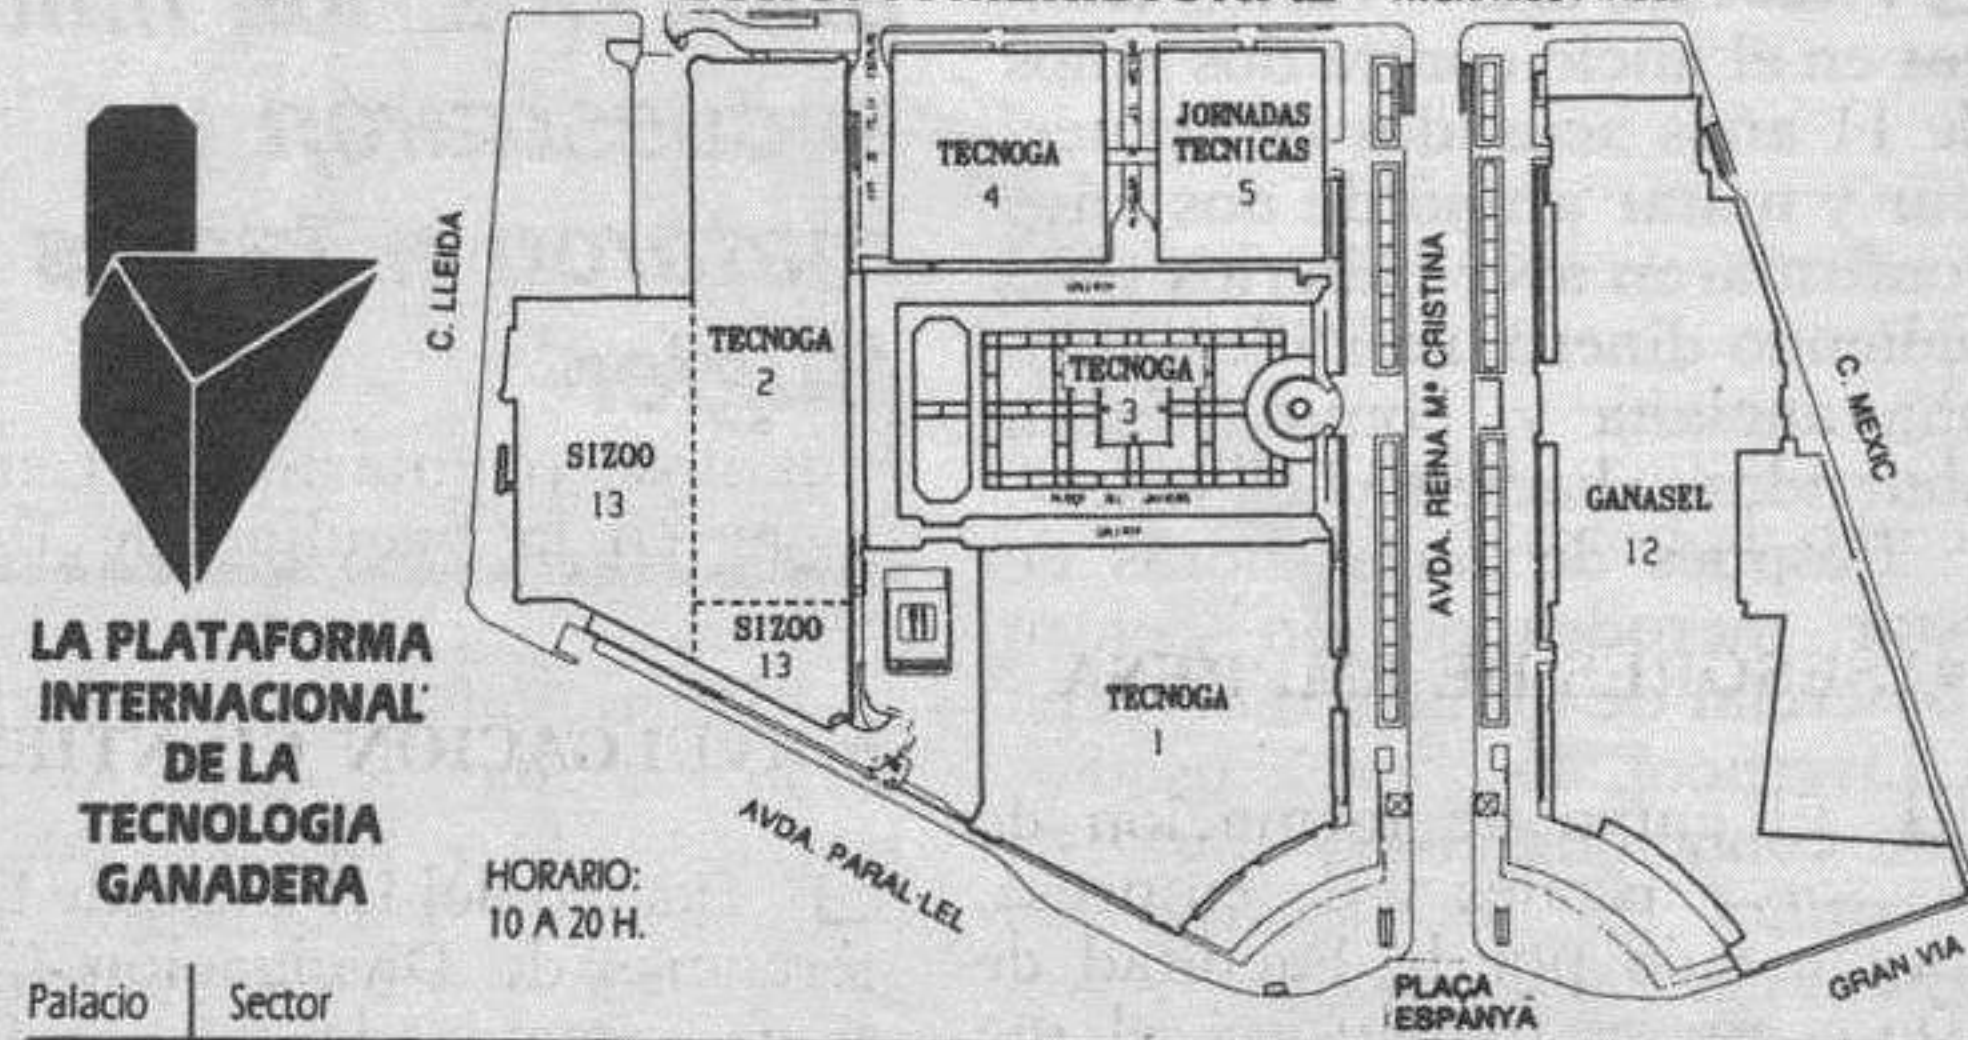 JORNADAS
TECNICAS
5
TECNOGA
4
C. LLEIDA
TECNOGA
2
TECNOGA
3
AVDA. REINA Mª CRISTINA
C. MEXIC
SIZOO
13
GANASEL
12
SIZOO
13
TECNOGA
1
LA PLATAFORMA
INTERNACIONAL
DE LA
TECNOLOGIA
GANADERA
HORARIO:
10 A 20 H.
AVDA. PARAL·LEL
PLAÇA
ESPANYA
GRAN VIA
Palacio | Sector